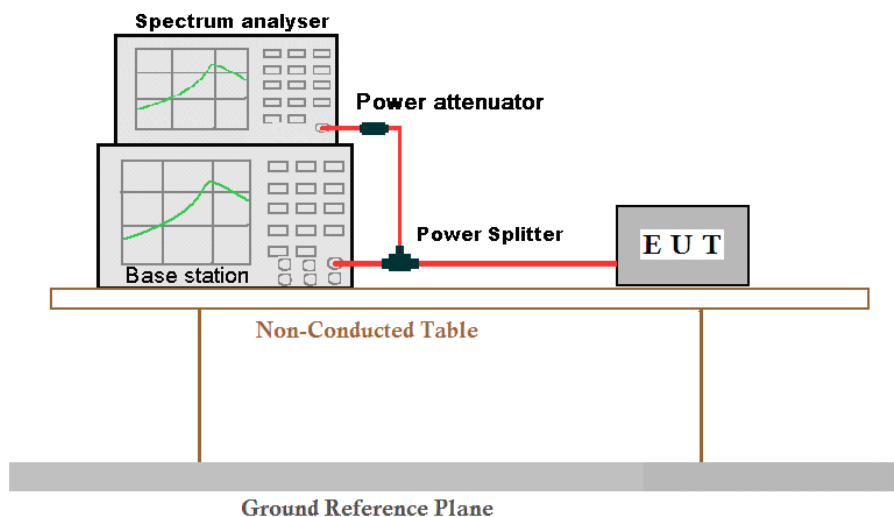 Spectrum analyser
Power attenuator
Power Splitter
E U T
Base station
Non-Conducted Table
Ground Reference Plane